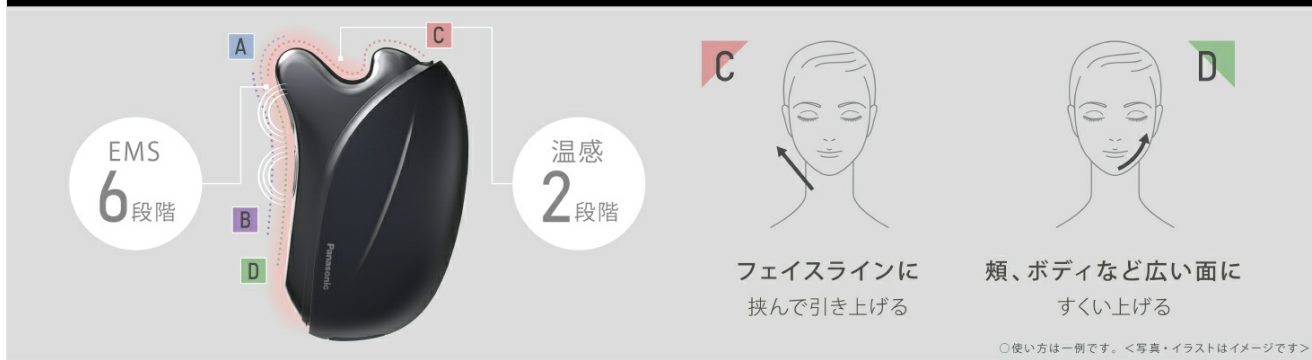 A
C
EMS
6段階
温感
2段階
B
D
Panasonic
C
フェイスラインに
挟んで引き上げる
D
頬、ボディなど広い面に
すくい上げる
○使い方は一例です。<写真・イラストはイメージです>